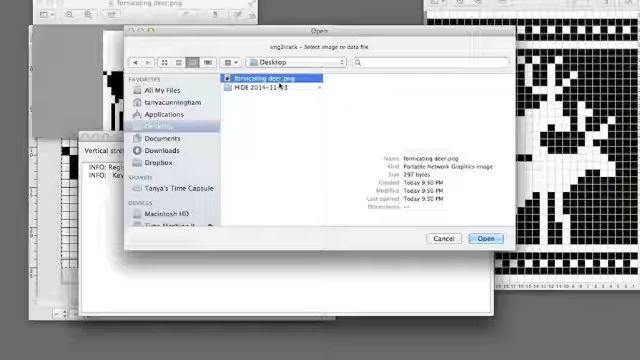 fornicating deer.png
Open
img2track - Select image or data file
Desktop
FAVORITES
All My Files
tanyacunningham
Applications
Desktop
Documents
Downloads
Dropbox
SHARED
Tanya's Time Capsule
DEVICES
Macintosh HD
fornicating deer.png
Name fornicating deer.png
Kind Portable Network Graphics image
Size 297 bytes
Created Today 9:50 PM
Modified Today 9:50 PM
Last opened Today 9:50 PM
Dimensions --
Cancel
Open
INFO:
INFO: